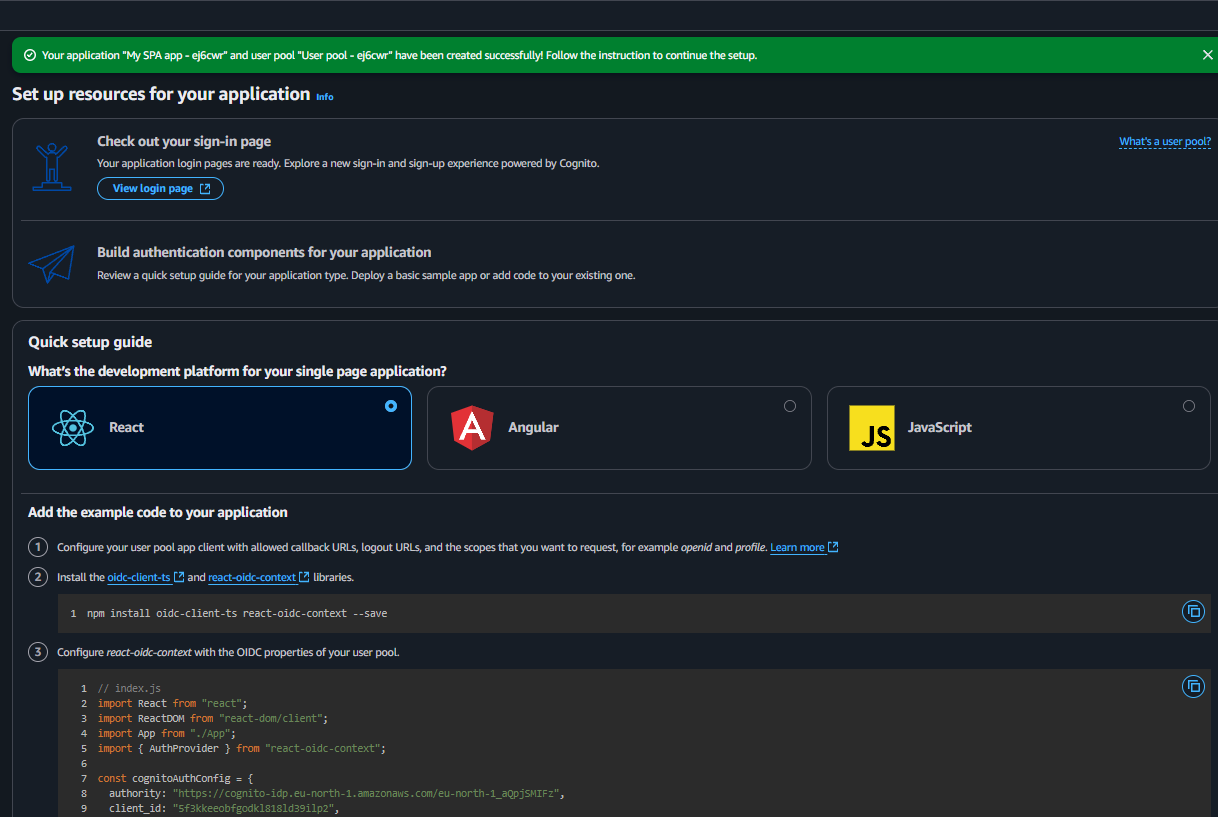 Your application "My SPA app - ej6cwr" and user pool "User pool - ej6cwr" have been created successfully! Follow the instruction to continue the setup.
Set up resources for your application Info
Check out your sign-in page
What's a user pool?
Your application login pages are ready. Explore a new sign-in and sign-up experience powered by Cognito.
View login page
Build authentication components for your application
Review a quick setup guide for your application type. Deploy a basic sample app or add code to your existing one.
Quick setup guide
What's the development platform for your single page application?
React
Angular
JS JavaScript
Add the example code to your application
1 Configure your user pool app client with allowed callback URLs, logout URLs, and the scopes that you want to request, for example openid and profile. Learn more
2 Install the oidc-client-ts and react-oidc-context libraries.
1 npm install oidc-client-ts react-oidc-context --save
3 Configure react-oidc-context with the OIDC properties of your user pool.
1 // index.js
2 import React from "react";
3 import ReactDOM from "react-dom/client";
4 import App from "./App";
5 import { AuthProvider } from "react-oidc-context";
6
7 const cognitoAuthConfig = {
8 authority: "https://cognito-idp.eu-north-1.amazonaws.com/eu-north-1_aQpjSMIFz",
9 client_id: "5f3kkeeobfgodkl818ld39ilp2",